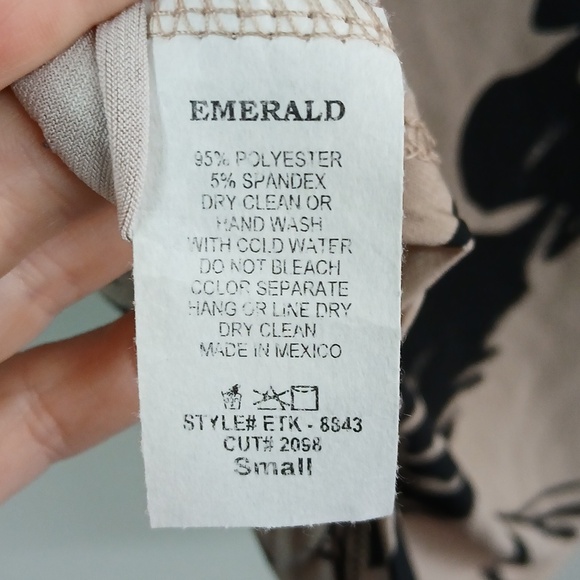 EMERALD
95% POLYESTER
5% SPANDEX
DRY CLEAN OR
HAND WASH
WITH COLD WATER
DO NOT BLEACH
COLOR SEPARATE
HANG OR LINE DRY
DRY CLEAN
MADE IN MEXICO
STYLE# ETK - 8843
CUT# 2098
Small